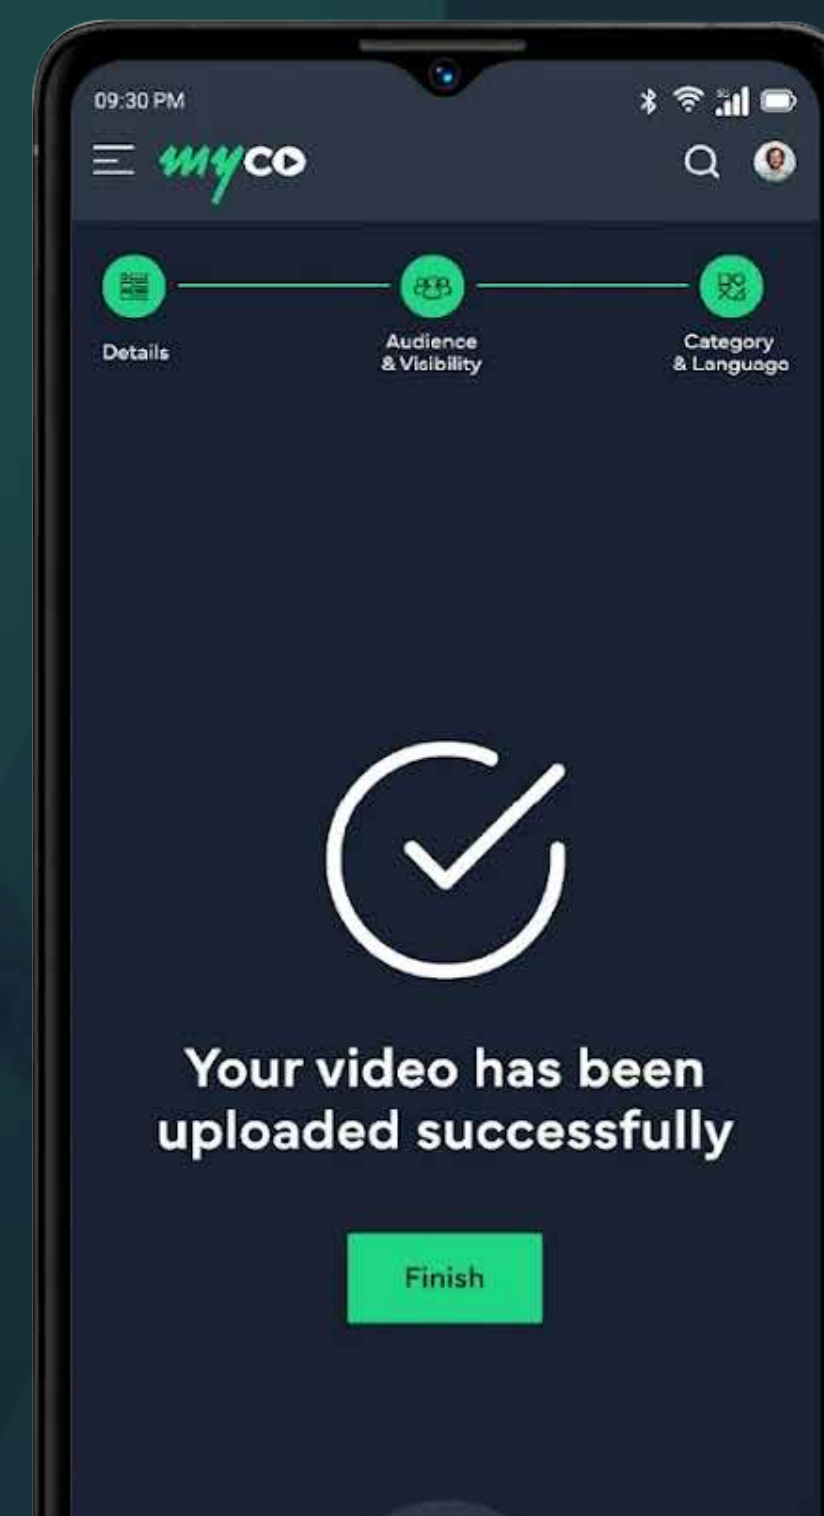 09:30 PM
myco
Details
Audience
& Visibility
Category
& Language
Your video has been
uploaded successfully
Finish